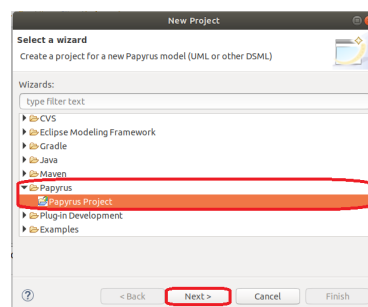 New Project
Select a wizard
Create a project for a new Papyrus model (UML or other DSML)
Wizards:
type filter text
CVS
Eclipse Modeling Framework
Gradle
Java
Maven
Papyrus
Papyrus Project
Plug-in Development
Examples
? < Back Next > Cancel Finish